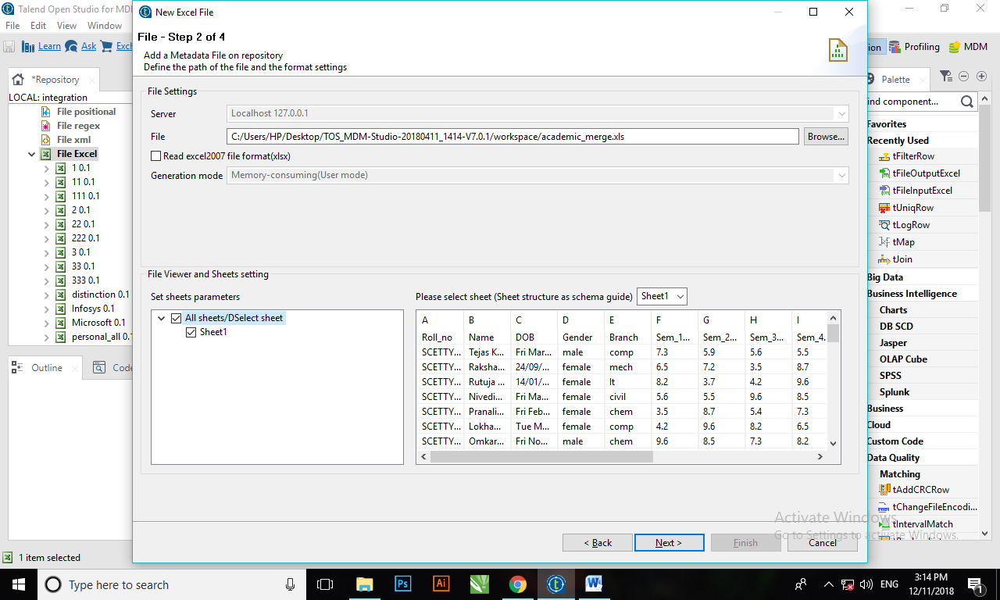 Talend Open Studio for MDM
File Edit View Window
Learn Ask Exch
*Repository
LOCAL: integration
File positional
File regex
File xml
File Excel
1 0.1
11 0.1
111 0.1
2 0.1
22 0.1
222 0.1
3 0.1
33 0.1
333 0.1
distinction 0.1
Infosys 0.1
Microsoft 0.1
personal_all 0.1
Outline Code
1 item selected
New Excel File
File - Step 2 of 4
Add a Metadata File on repository
Define the path of the file and the format settings
File Settings
Server Localhost 127.0.0.1
File C:/Users/HP/Desktop/TOS_MDM-Studio-20180411_1414-V7.0.1/workspace/academic_merge.xls Browse...
Read excel2007 file format(xlsx)
Generation mode Memory-consuming(User mode)
File Viewer and Sheets setting
Set sheets parameters
All sheets/DSelect sheet
Sheet1
Please select sheet (Sheet structure as schema guide) Sheet1
A B C D E F G H I
Roll_no Name DOB Gender Branch Sem_1... Sem_2... Sem_3... Sem_4.
SCETTY... Tejas K... Fri Mar... male comp 7.3 5.9 5.6 5.5
SCETTY... Raksha... 24/09/... female mech 6.5 7.2 3.5 8.7
SCETTY... Rutuja ... 14/01/... female It 8.2 3.7 4.2 9.6
SCETTY... Nivedi... Fri Ma... female civil 5.6 5.5 9.6 8.5
SCETTY... Pranali... Fri Feb... female chem 3.5 8.7 5.4 7.3
SCETTY... Lokha... Tue M... female comp 4.2 9.6 8.2 6.5
SCETTY... Omkar... Fri No... male chem 9.6 8.5 7.3 8.2
< Back Next > Finish Cancel
ion Profiling MDM
Palette
ind component...
Favorites
Recently Used
tFilterRow
tFileOutputExcel
tFileInputExcel
tUniqRow
tLogRow
tMap
tJoin
Big Data
Business Intelligence
Charts
DB SCD
Jasper
OLAP Cube
SPSS
Splunk
Business
Cloud
Custom Code
Data Quality
Matching
tAddCRCRow
tChangeFileEncodi...
tIntervalMatch
Activate Windows
Go to Settings to activate Windows.
Type here to search
ENG
3:14 PM
12/11/2018
1